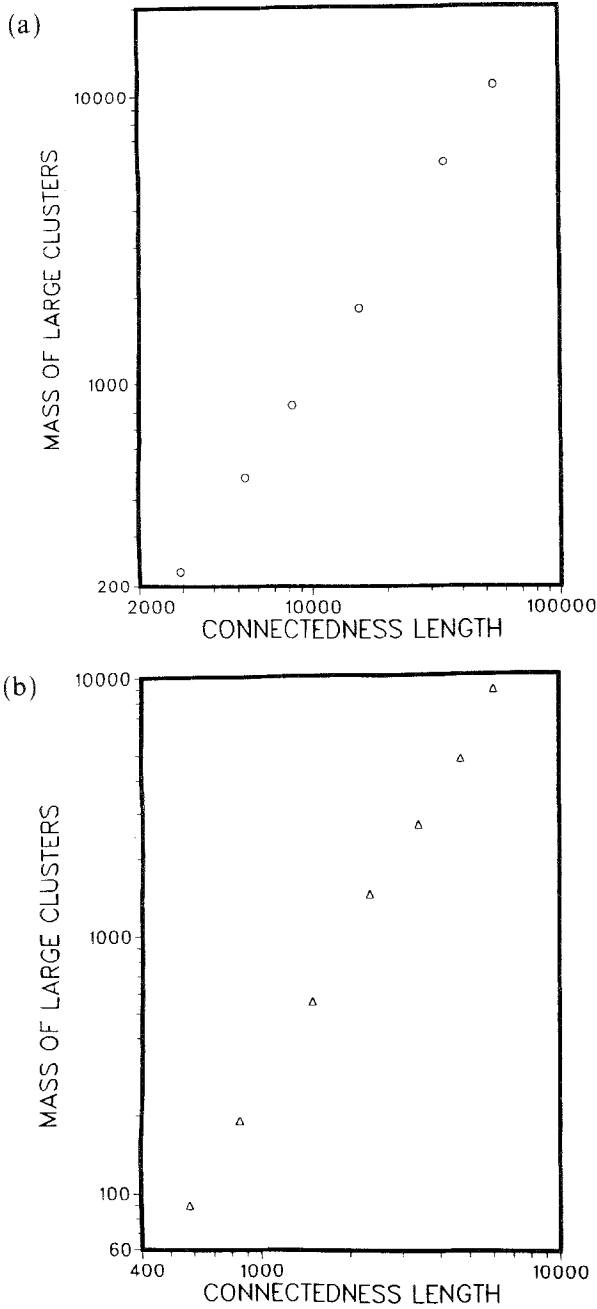 (a)
10000
MASS OF LARGE CLUSTERS
1000
200
2000 10000 100000
CONNECTEDNESS LENGTH
(b)
10000
MASS OF LARGE CLUSTERS
1000
100
60
400 1000 10000
CONNECTEDNESS LENGTH